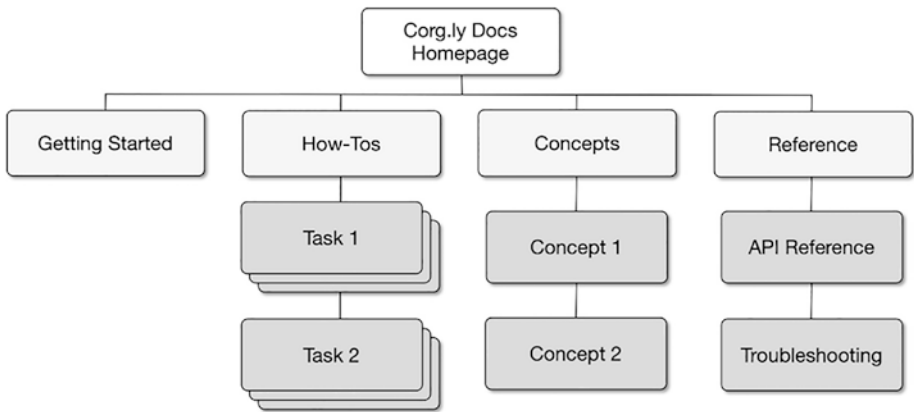 Corg.ly Docs
Homepage
Getting Started
How-Tos
Concepts
Reference
Task 1
Concept 1
API Reference
Task 2
Concept 2
Troubleshooting